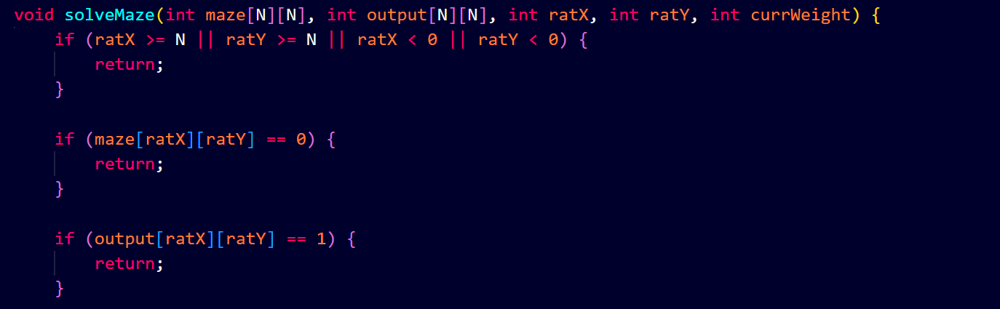 void solveMaze(int maze[N][N], int output[N][N], int ratX, int ratY, int currWeight) {
    if (ratX >= N || ratY >= N || ratX < 0 || ratY < 0) {
        return;
    }

    if (maze[ratX][ratY] == 0) {
        return;
    }

    if (output[ratX][ratY] == 1) {
        return;
    }